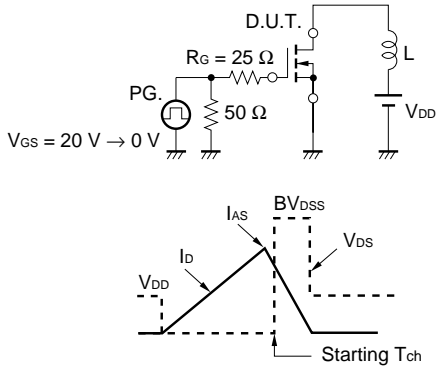 D.U.T.
RG = 25 Ω
L
PG.
50 Ω
VDD
VGS = 20 V → 0 V
BVDSS
IAS
VDS
ID
VDD
Starting Tch